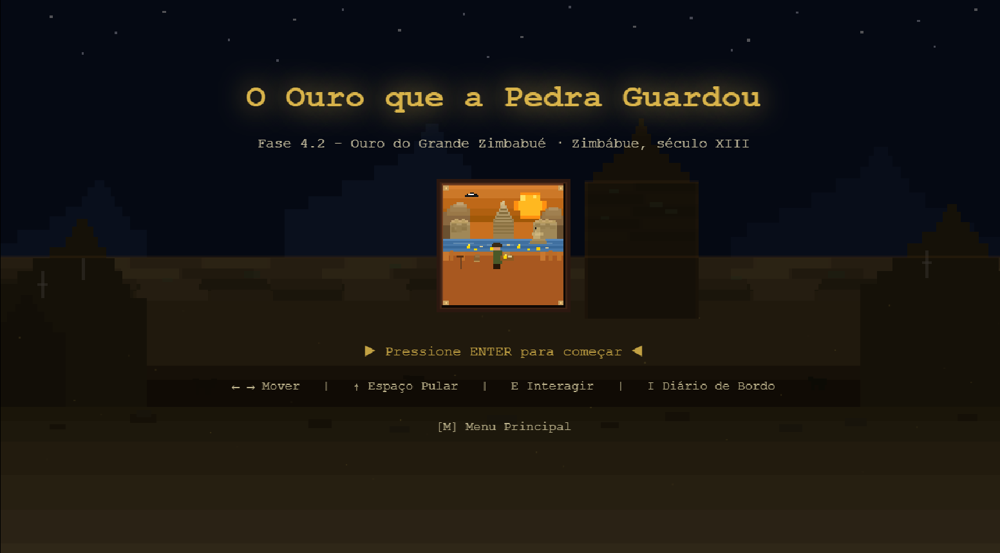 O Ouro que a Pedra Guardou
Fase 4.2 – Ouro do Grande Zimbabué · Zimbábue, século XIII
▶ Pressione ENTER para começar ◀
← → Mover | ↑ Espaço Pular | E Interagir | I Diário de Bordo
[M] Menu Principal